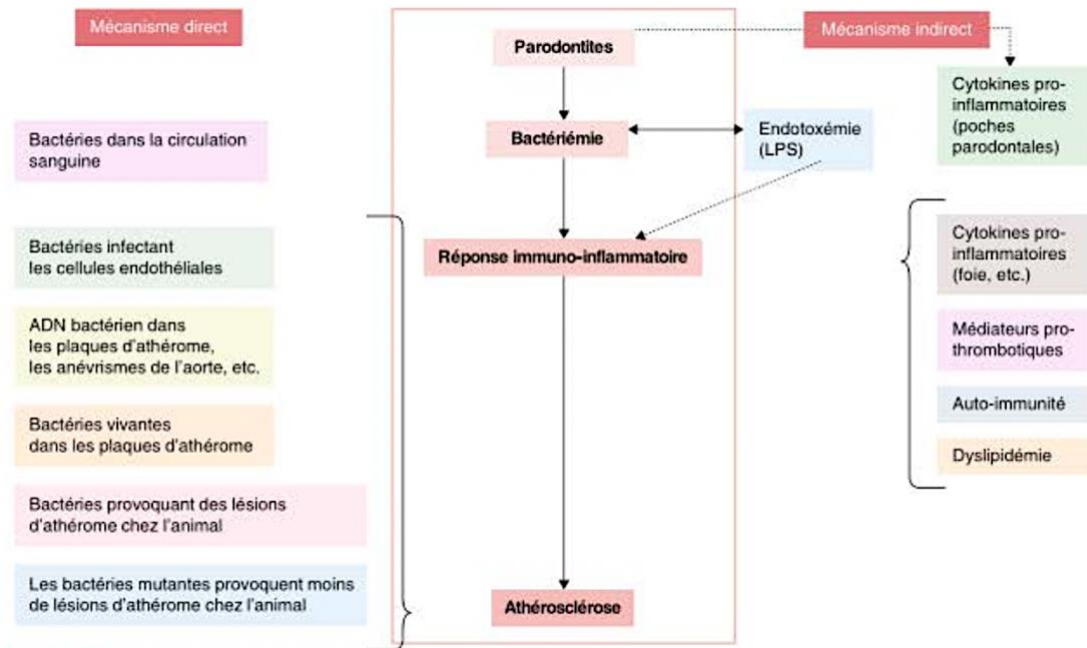 Mécanisme direct
Bactéries dans la circulation
sanguine
Bactéries infectant
les cellules endothéliales
ADN bactérien dans
les plaques d'athérome,
les anévrismes de l'aorte, etc.
Bactéries vivantes
dans les plaques d'athérome
Bactéries provoquant des lésions
d'athérome chez l'animal
Les bactéries mutantes provoquent moins
de lésions d'athérome chez l'animal
Parodontites
Bactériémie
Réponse immuno-inflammatoire
Athérosclérose
Endotoxémie
(LPS)
Mécanisme indirect
Cytokines pro-
inflammatoires
(poches
parodontales)
Cytokines pro-
inflammatoires
(foie, etc.)
Médiateurs pro-
thrombotiques
Auto-immunité
Dyslipidémie